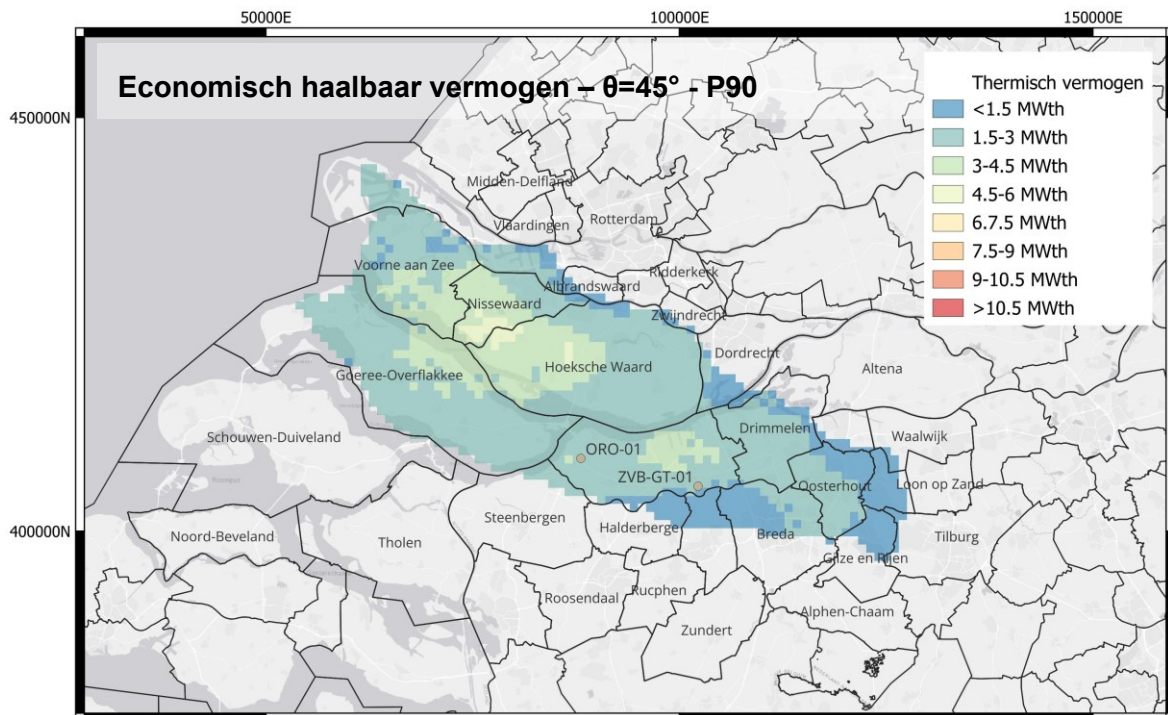 50000E
100000E
150000E
Economisch haalbaar vermogen – θ=45° - P90
450000N
400000N
Thermisch vermogen
<1.5 MWth
1.5-3 MWth
3-4.5 MWth
4.5-6 MWth
6.7.5 MWth
7.5-9 MWth
9-10.5 MWth
>10.5 MWth
Midden-Delfland
Vlaardingen
Rotterdam
Voorne aan Zee
Ridderkerk
Albrandswaard
Nissewaard
Zwijndrecht
Dordrecht
Hoeksche Waard
Altena
Goeree-Overflakkee
Drimmelen
Schouwen-Duiveland
Waalwijk
ORO-01
ZVB-GT-01
Oosterhout
Loon op Zand
Steenbergen
Halderberge
Breda
Tilburg
Noord-Beveland
Tholen
Gilze en Rijen
Roosendaal
Rucphen
Alphen-Chaam
Zundert